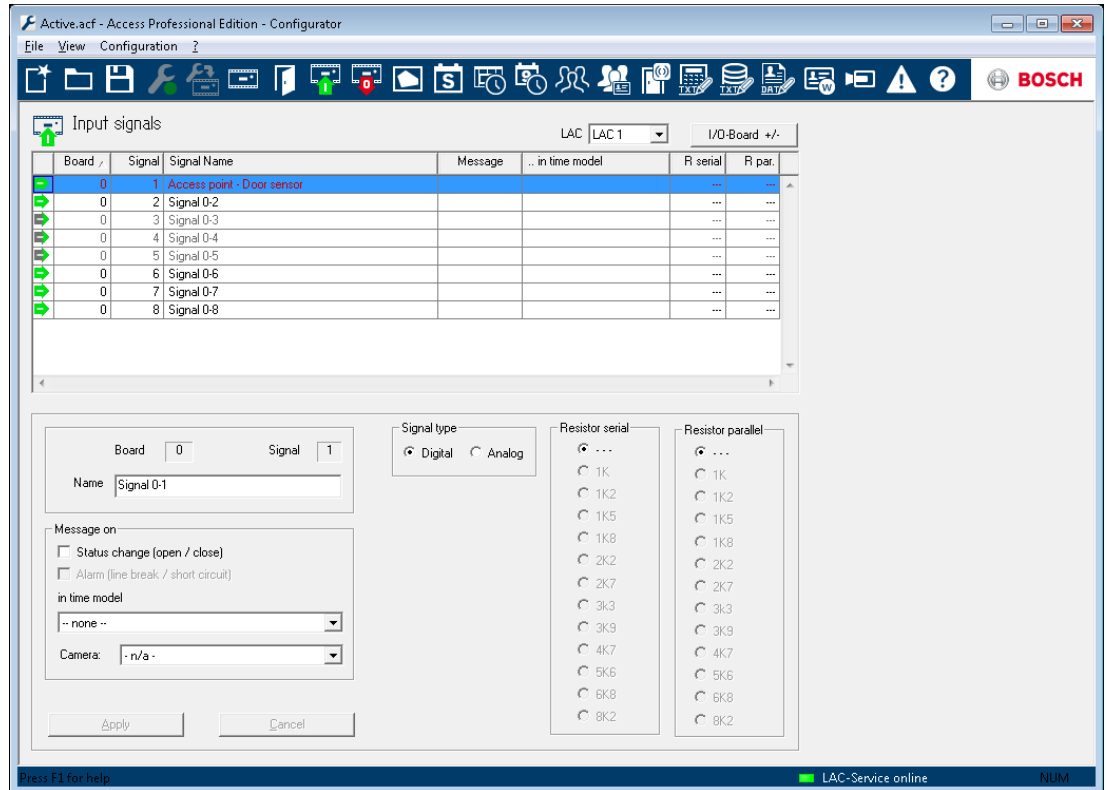 Active.acf - Access Professional Edition - Configurator
File View Configuration ?
BOSCH
Input signals
LAC LAC 1 I/O-Board +/-
Board Signal Signal Name Message .. in time model R serial R par.
0 1 Access point - Door sensor --- ---
0 2 Signal 0-2 --- ---
0 3 Signal 0-3 --- ---
0 4 Signal 0-4 --- ---
0 5 Signal 0-5 --- ---
0 6 Signal 0-6 --- ---
0 7 Signal 0-7 --- ---
0 8 Signal 0-8 --- ---
Board 0 Signal 1
Name Signal 0-1
Message on
Status change (open / close)
Alarm (line break / short circuit)
in time model
-- none --
Camera: - n/a -
Apply Cancel
Signal type
Digital Analog
Resistor serial
- - -
1K
1K2
1K5
1K8
2K2
2K7
3k3
3K9
4K7
5K6
6K8
8K2
Resistor parallel
- - -
1K
1K2
1K5
1K8
2K2
2K7
3k3
3K9
4K7
5K6
6K8
8K2
Press F1 for help LAC-Service online NUM